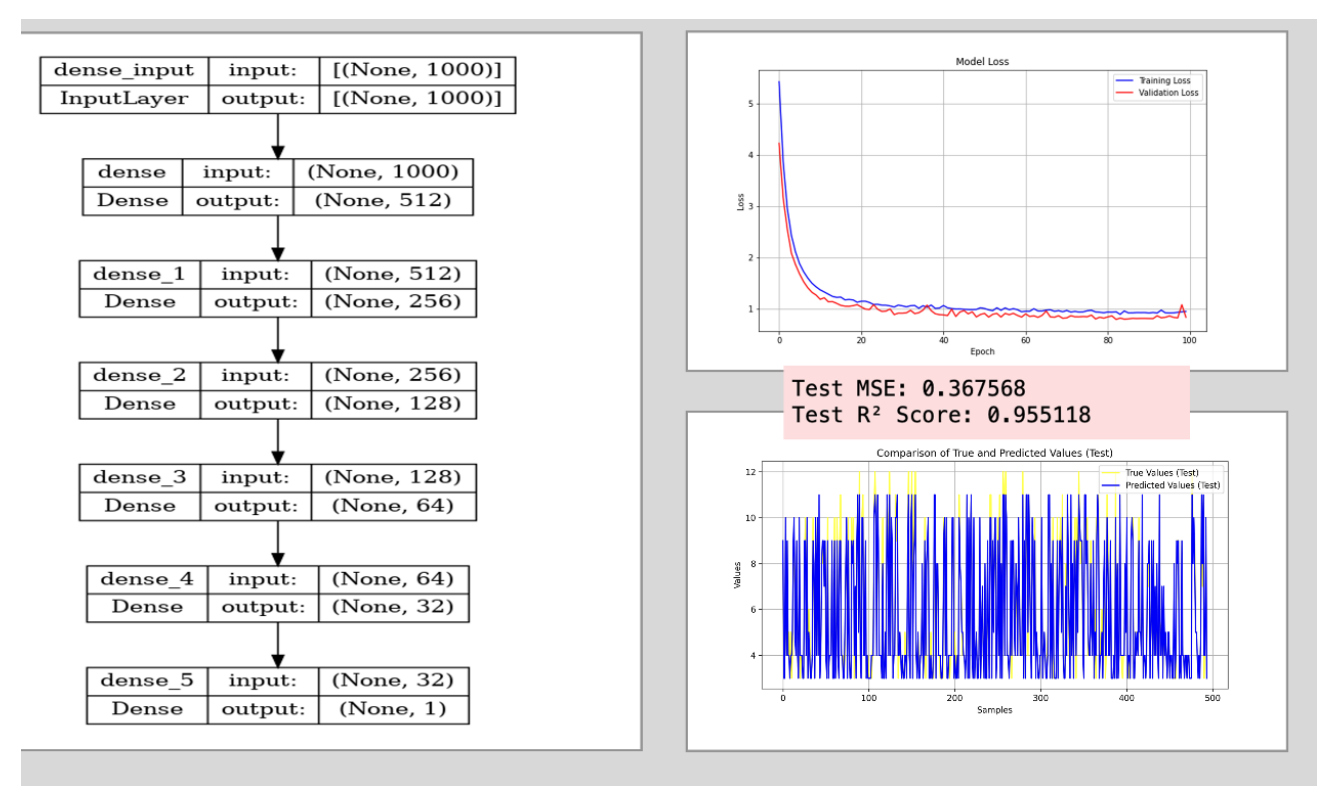 dense_input input: [(None, 1000)]
InputLayer output: [(None, 1000)]
dense input: (None, 1000)
Dense output: (None, 512)
dense_1 input: (None, 512)
Dense output: (None, 256)
dense_2 input: (None, 256)
Dense output: (None, 128)
dense_3 input: (None, 128)
Dense output: (None, 64)
dense_4 input: (None, 64)
Dense output: (None, 32)
dense_5 input: (None, 32)
Dense output: (None, 1)
Model Loss
Training Loss
Validation Loss
5
4
3
2
1
Loss
0 20 40 60 80 100
Epoch
Test MSE: 0.367568
Test R² Score: 0.955118
Comparison of True and Predicted Values (Test)
True Values (Test)
Predicted Values (Test)
12
10
8
6
4
Values
0 100 200 300 400 500
Samples